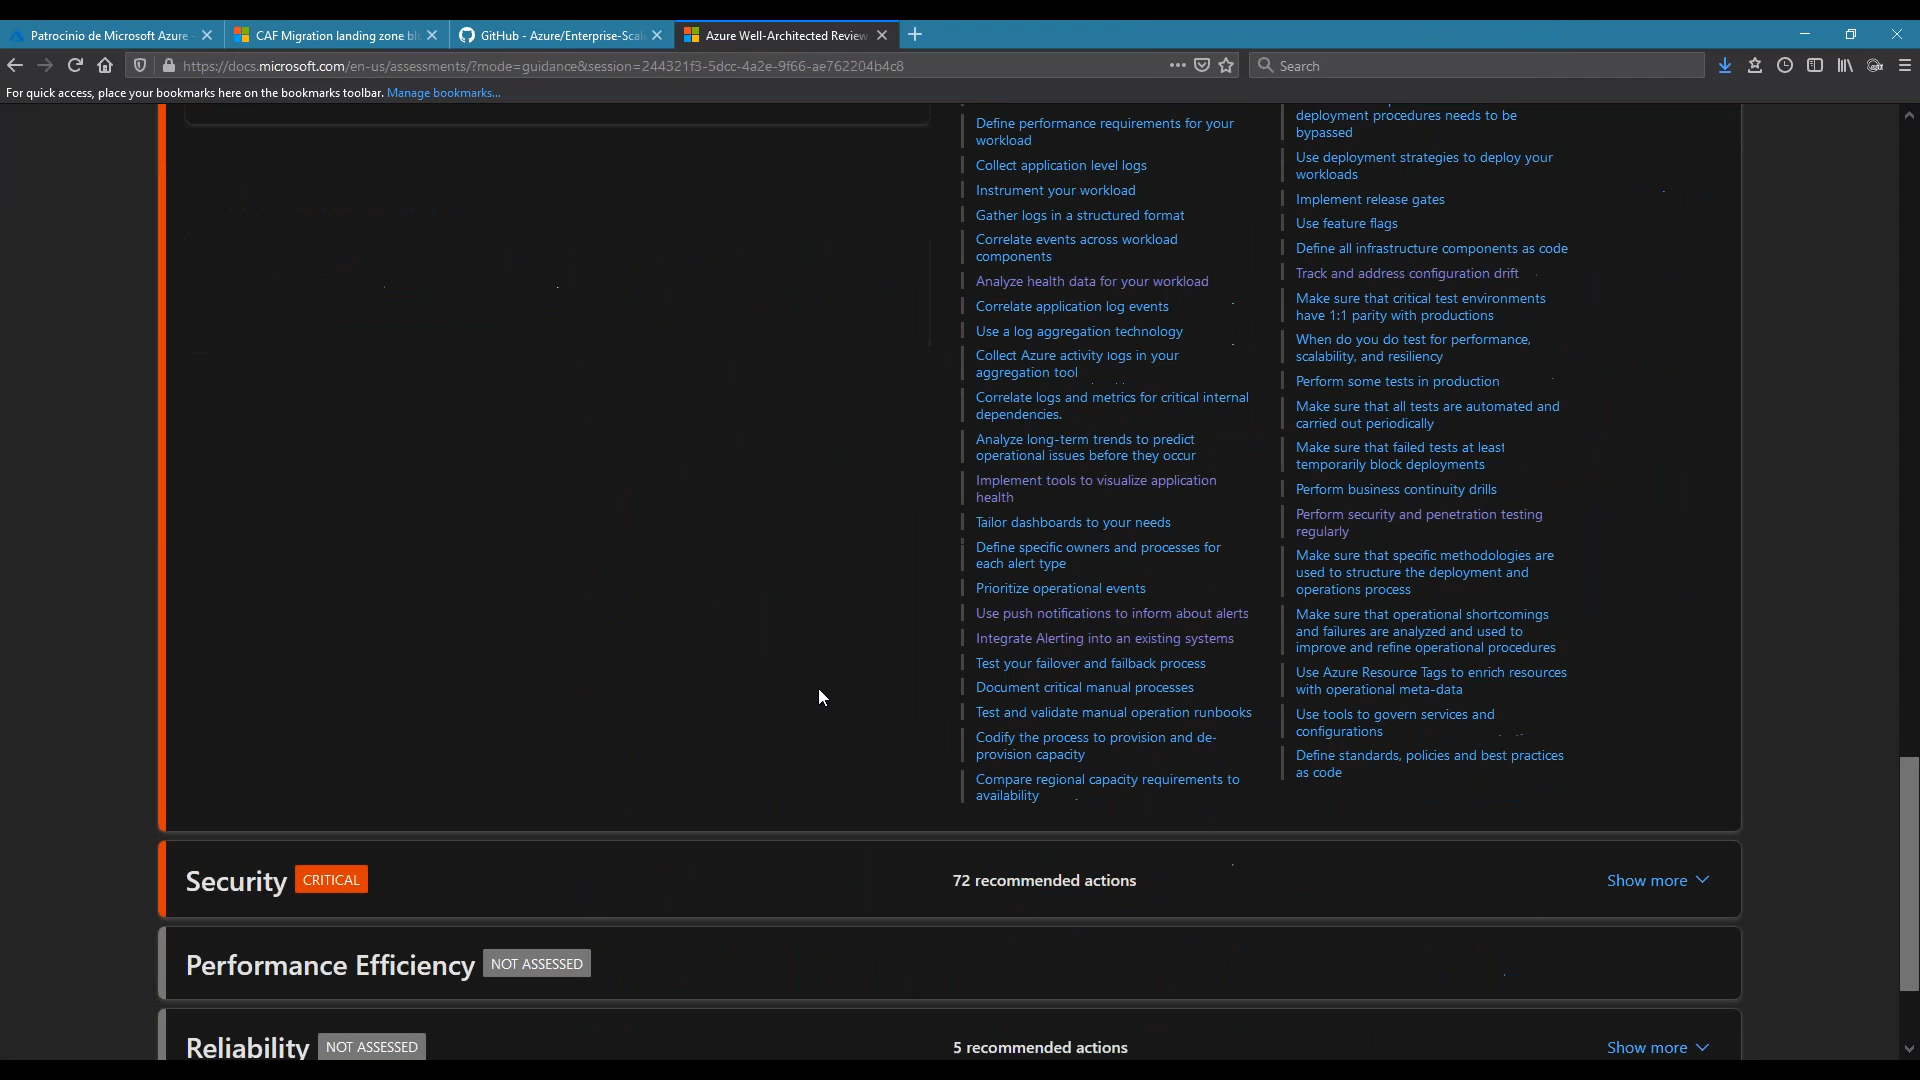 Patrocinio de Microsoft Azure
CAF Migration landing zone bl
GitHub - Azure/Enterprise-Scal
Azure Well-Architected Review
https://docs.microsoft.com/en-us/assessments/?mode=guidance&session=244321f3-5dcc-4a2e-9f66-ae762204b4c8
Search
For quick access, place your bookmarks here on the bookmarks toolbar. Manage bookmarks...
Define performance requirements for your
workload
Collect application level logs
Instrument your workload
Gather logs in a structured format
Correlate events across workload
components
Analyze health data for your workload
Correlate application log events
Use a log aggregation technology
Collect Azure activity logs in your
aggregation tool
Correlate logs and metrics for critical internal
dependencies.
Analyze long-term trends to predict
operational issues before they occur
Implement tools to visualize application
health
Tailor dashboards to your needs
Define specific owners and processes for
each alert type
Prioritize operational events
Use push notifications to inform about alerts
Integrate Alerting into an existing systems
Test your failover and failback process
Document critical manual processes
Test and validate manual operation runbooks
Codify the process to provision and de-
provision capacity
Compare regional capacity requirements to
availability
deployment procedures needs to be
bypassed
Use deployment strategies to deploy your
workloads
Implement release gates
Use feature flags
Define all infrastructure components as code
Track and address configuration drift
Make sure that critical test environments
have 1:1 parity with productions
When do you do test for performance,
scalability, and resiliency
Perform some tests in production
Make sure that all tests are automated and
carried out periodically
Make sure that failed tests at least
temporarily block deployments
Perform business continuity drills
Perform security and penetration testing
regularly
Make sure that specific methodologies are
used to structure the deployment and
operations process
Make sure that operational shortcomings
and failures are analyzed and used to
improve and refine operational procedures
Use Azure Resource Tags to enrich resources
with operational meta-data
Use tools to govern services and
configurations
Define standards, policies and best practices
as code
Security CRITICAL
72 recommended actions
Show more
Performance Efficiency NOT ASSESSED
Reliability NOT ASSESSED
5 recommended actions
Show more